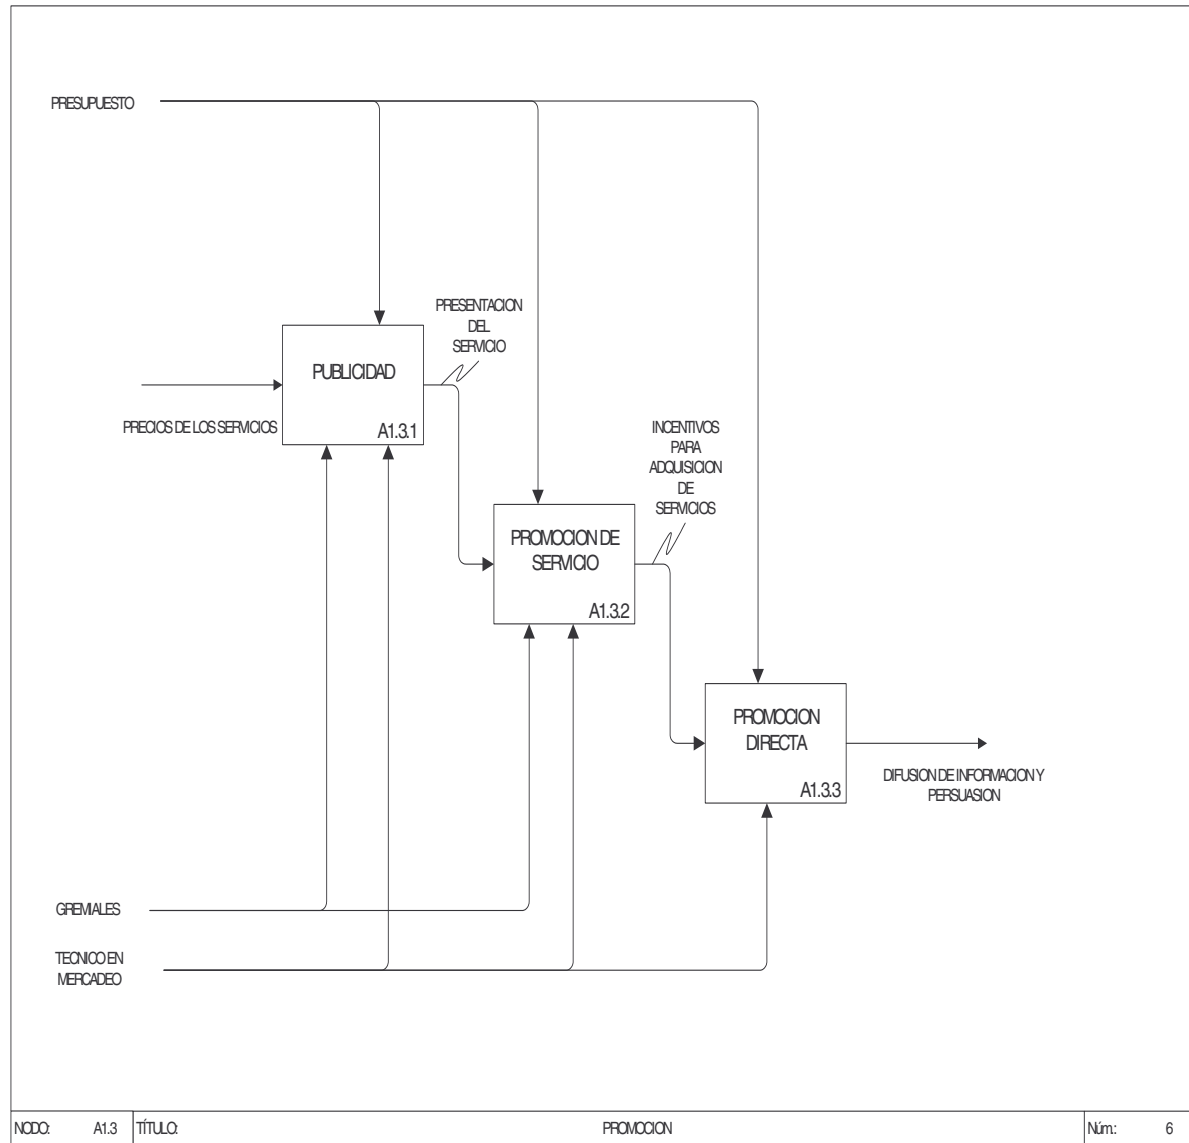 PRESUPUESTO
PRESENTACION
DEL
SERVICIO
PUBLICIDAD
A1.3.1
PRECIOS DE LOS SERVICIOS
INCENTIVOS
PARA
ADQUISICION
DE
SERVICIOS
PROMOCION DE
SERVICIO
A1.3.2
PROMOCION
DIRECTA
A1.3.3
DIFUSION DE INFORMACION Y
PERSUASION
GREMIALES
TECNICO EN
MERCADEO
NODO: A1.3 TÍTULO: PROMOCION Núm.: 6